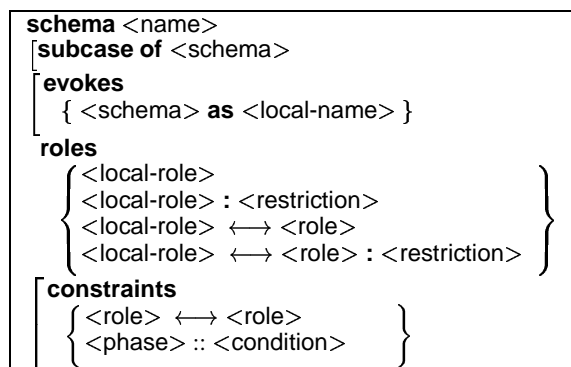 schema <name>
subcase of <schema>
evokes
{ <schema> as <local-name> }
roles
<local-role>
<local-role> : <restriction>
<local-role> ⟷ <role>
<local-role> ⟷ <role> : <restriction>
constraints
<role> ⟷ <role>
<phase> :: <condition>